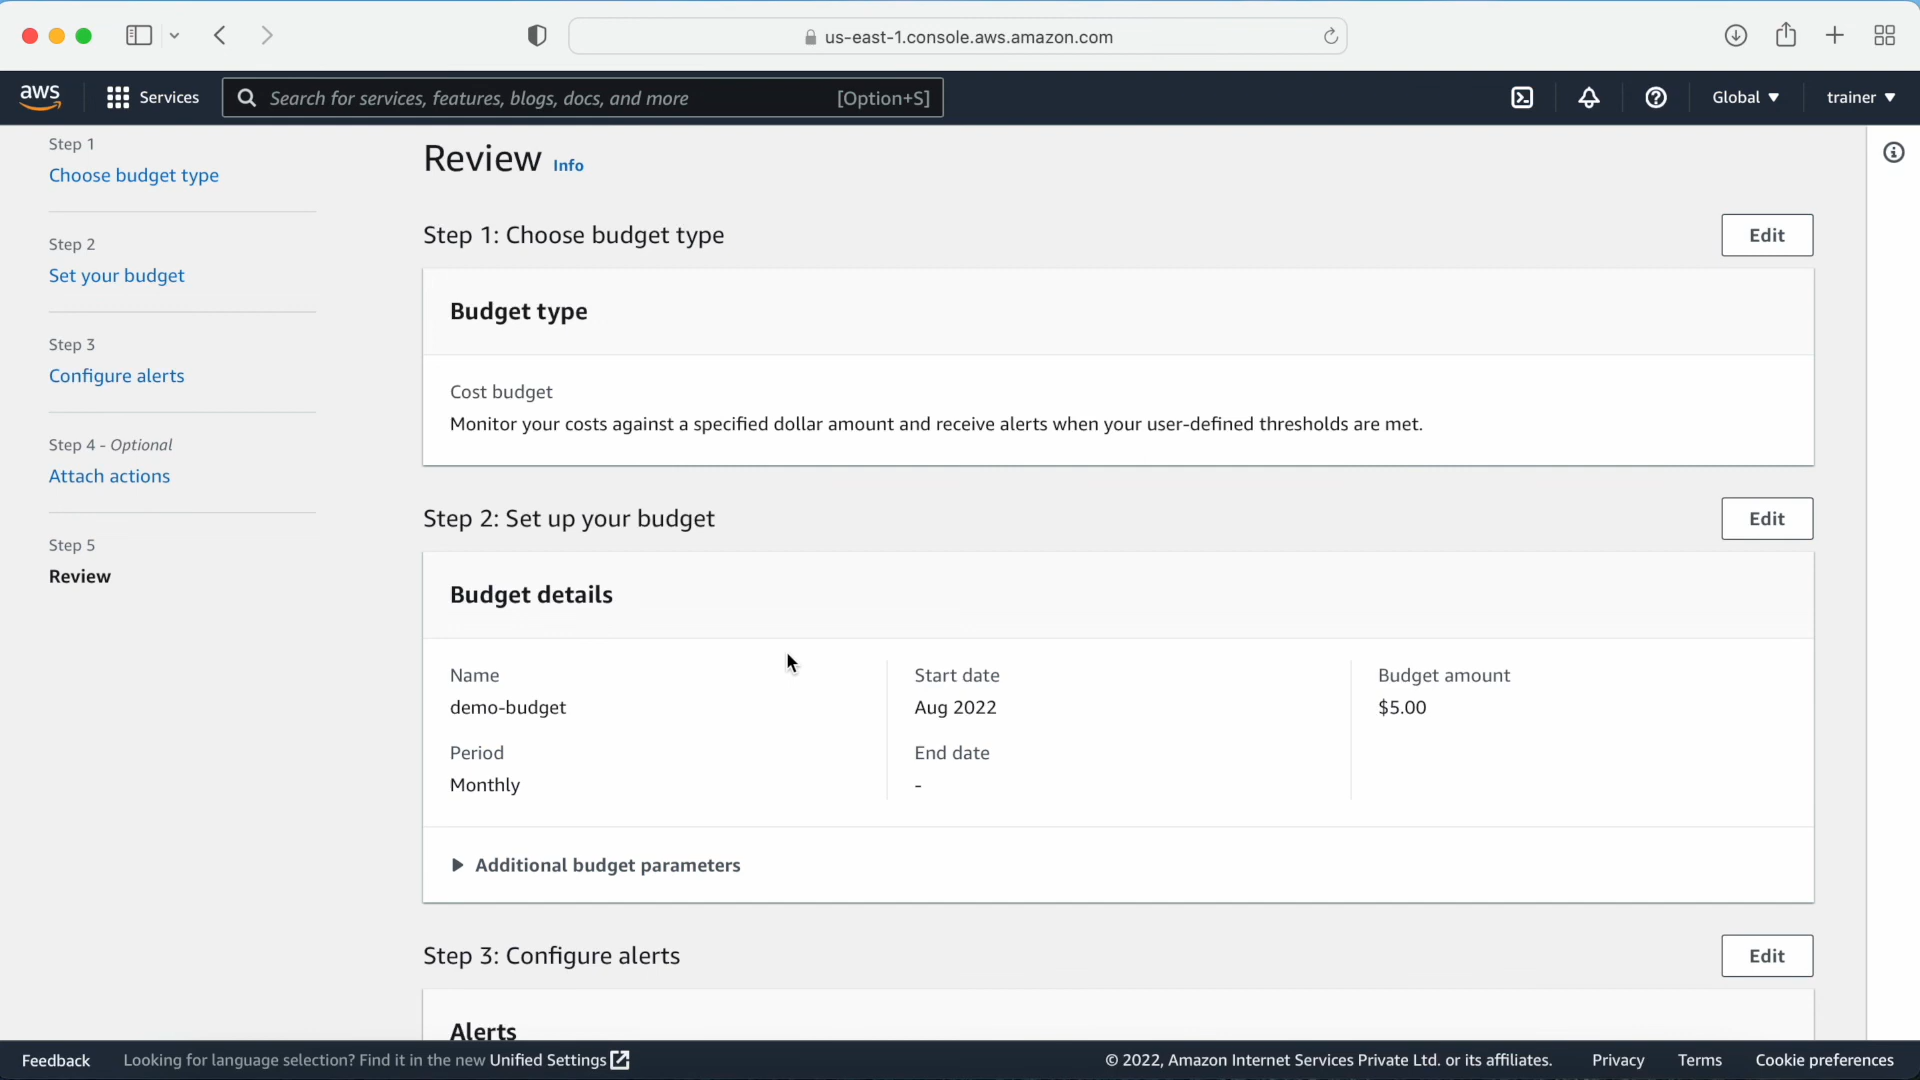 us-east-1.console.aws.amazon.com
aws
Services
Search for services, features, blogs, docs, and more
[Option+S]
Global ▼
trainer ▼
Step 1
Choose budget type
Step 2
Set your budget
Step 3
Configure alerts
Step 4 - Optional
Attach actions
Step 5
Review
Review Info
Step 1: Choose budget type
Edit
Budget type
Cost budget
Monitor your costs against a specified dollar amount and receive alerts when your user-defined thresholds are met.
Step 2: Set up your budget
Edit
Budget details
Name
demo-budget
Period
Monthly
Start date
Aug 2022
End date
-
Budget amount
$5.00
Additional budget parameters
Step 3: Configure alerts
Edit
Alerts
Feedback
Looking for language selection? Find it in the new Unified Settings
© 2022, Amazon Internet Services Private Ltd. or its affiliates.
Privacy
Terms
Cookie preferences